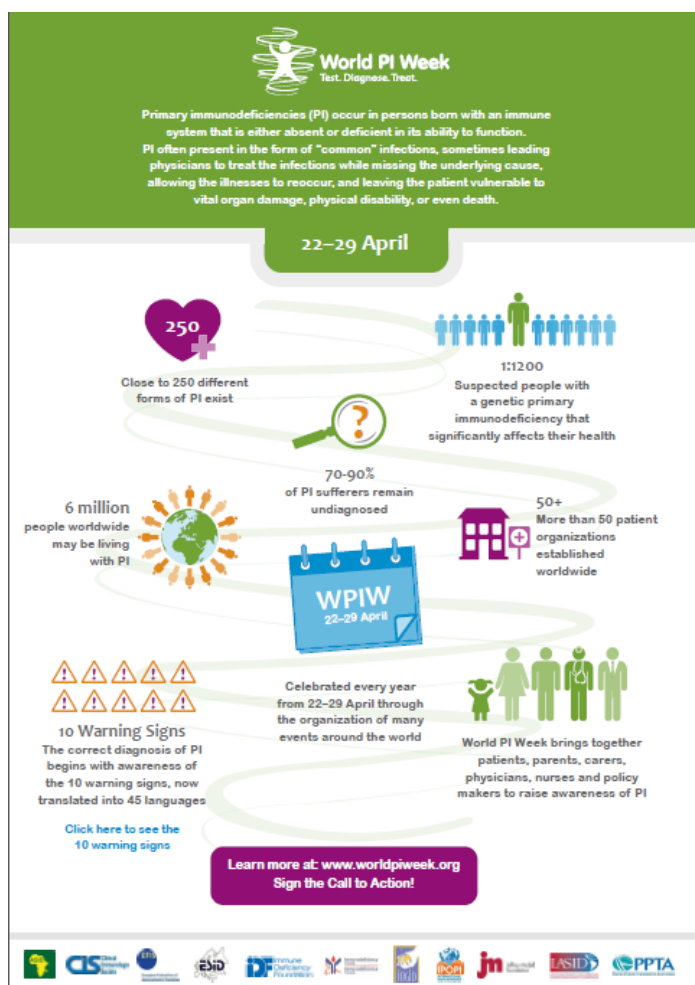 World PI Week
Test. Diagnose. Treat.
Primary immunodeficiencies (PI) occur in persons born with an immune
system that is either absent or deficient in its ability to function.
PI often present in the form of "common" infections, sometimes leading
physicians to treat the infections while missing the underlying cause,
allowing the illnesses to reoccur, and leaving the patient vulnerable to
vital organ damage, physical disability, or even death.
22–29 April
250
Close to 250 different
forms of PI exist
1:1200
Suspected people with
a genetic primary
immunodeficiency that
significantly affects their health
?
70-90%
of PI sufferers remain
undiagnosed
6 million
people worldwide
may be living
with PI
50+
More than 50 patient
organizations
established
worldwide
WPIW
22–29 April
Celebrated every year
from 22–29 April through
the organization of many
events around the world
10 Warning Signs
The correct diagnosis of PI
begins with awareness of
the 10 warning signs, now
translated into 45 languages
Click here to see the
10 warning signs
World PI Week brings together
patients, parents, carers,
physicians, nurses and policy
makers to raise awareness of PI
Learn more at: www.worldpiweek.org
Sign the Call to Action!
CIS Clinical
Immunology
Society
ESID
IDF Immune
Deficiency
Foundation
IPOPI
jm
LASID
PPTA